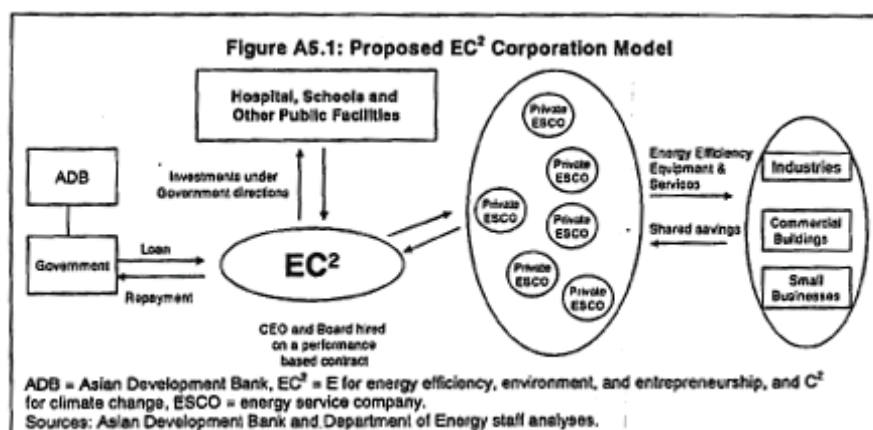 Figure A5.1: Proposed EC² Corporation Model
Hospital, Schools and
Other Public Facilities
ADB
Government
Loan
Repayment
Investments under
Government directions
EC²
CEO and Board hired
on a performance
based contract
Private
ESCO
Private
ESCO
Private
ESCO
Private
ESCO
Private
ESCO
Private
ESCO
Energy Efficiency
Equipment &
Services
Shared savings
Industries
Commercial
Buildings
Small
Businesses
ADB = Asian Development Bank, EC² = E for energy efficiency, environment, and entrepreneurship, and C²
for climate change, ESCO = energy service company.
Sources: Asian Development Bank and Department of Energy staff analyses.